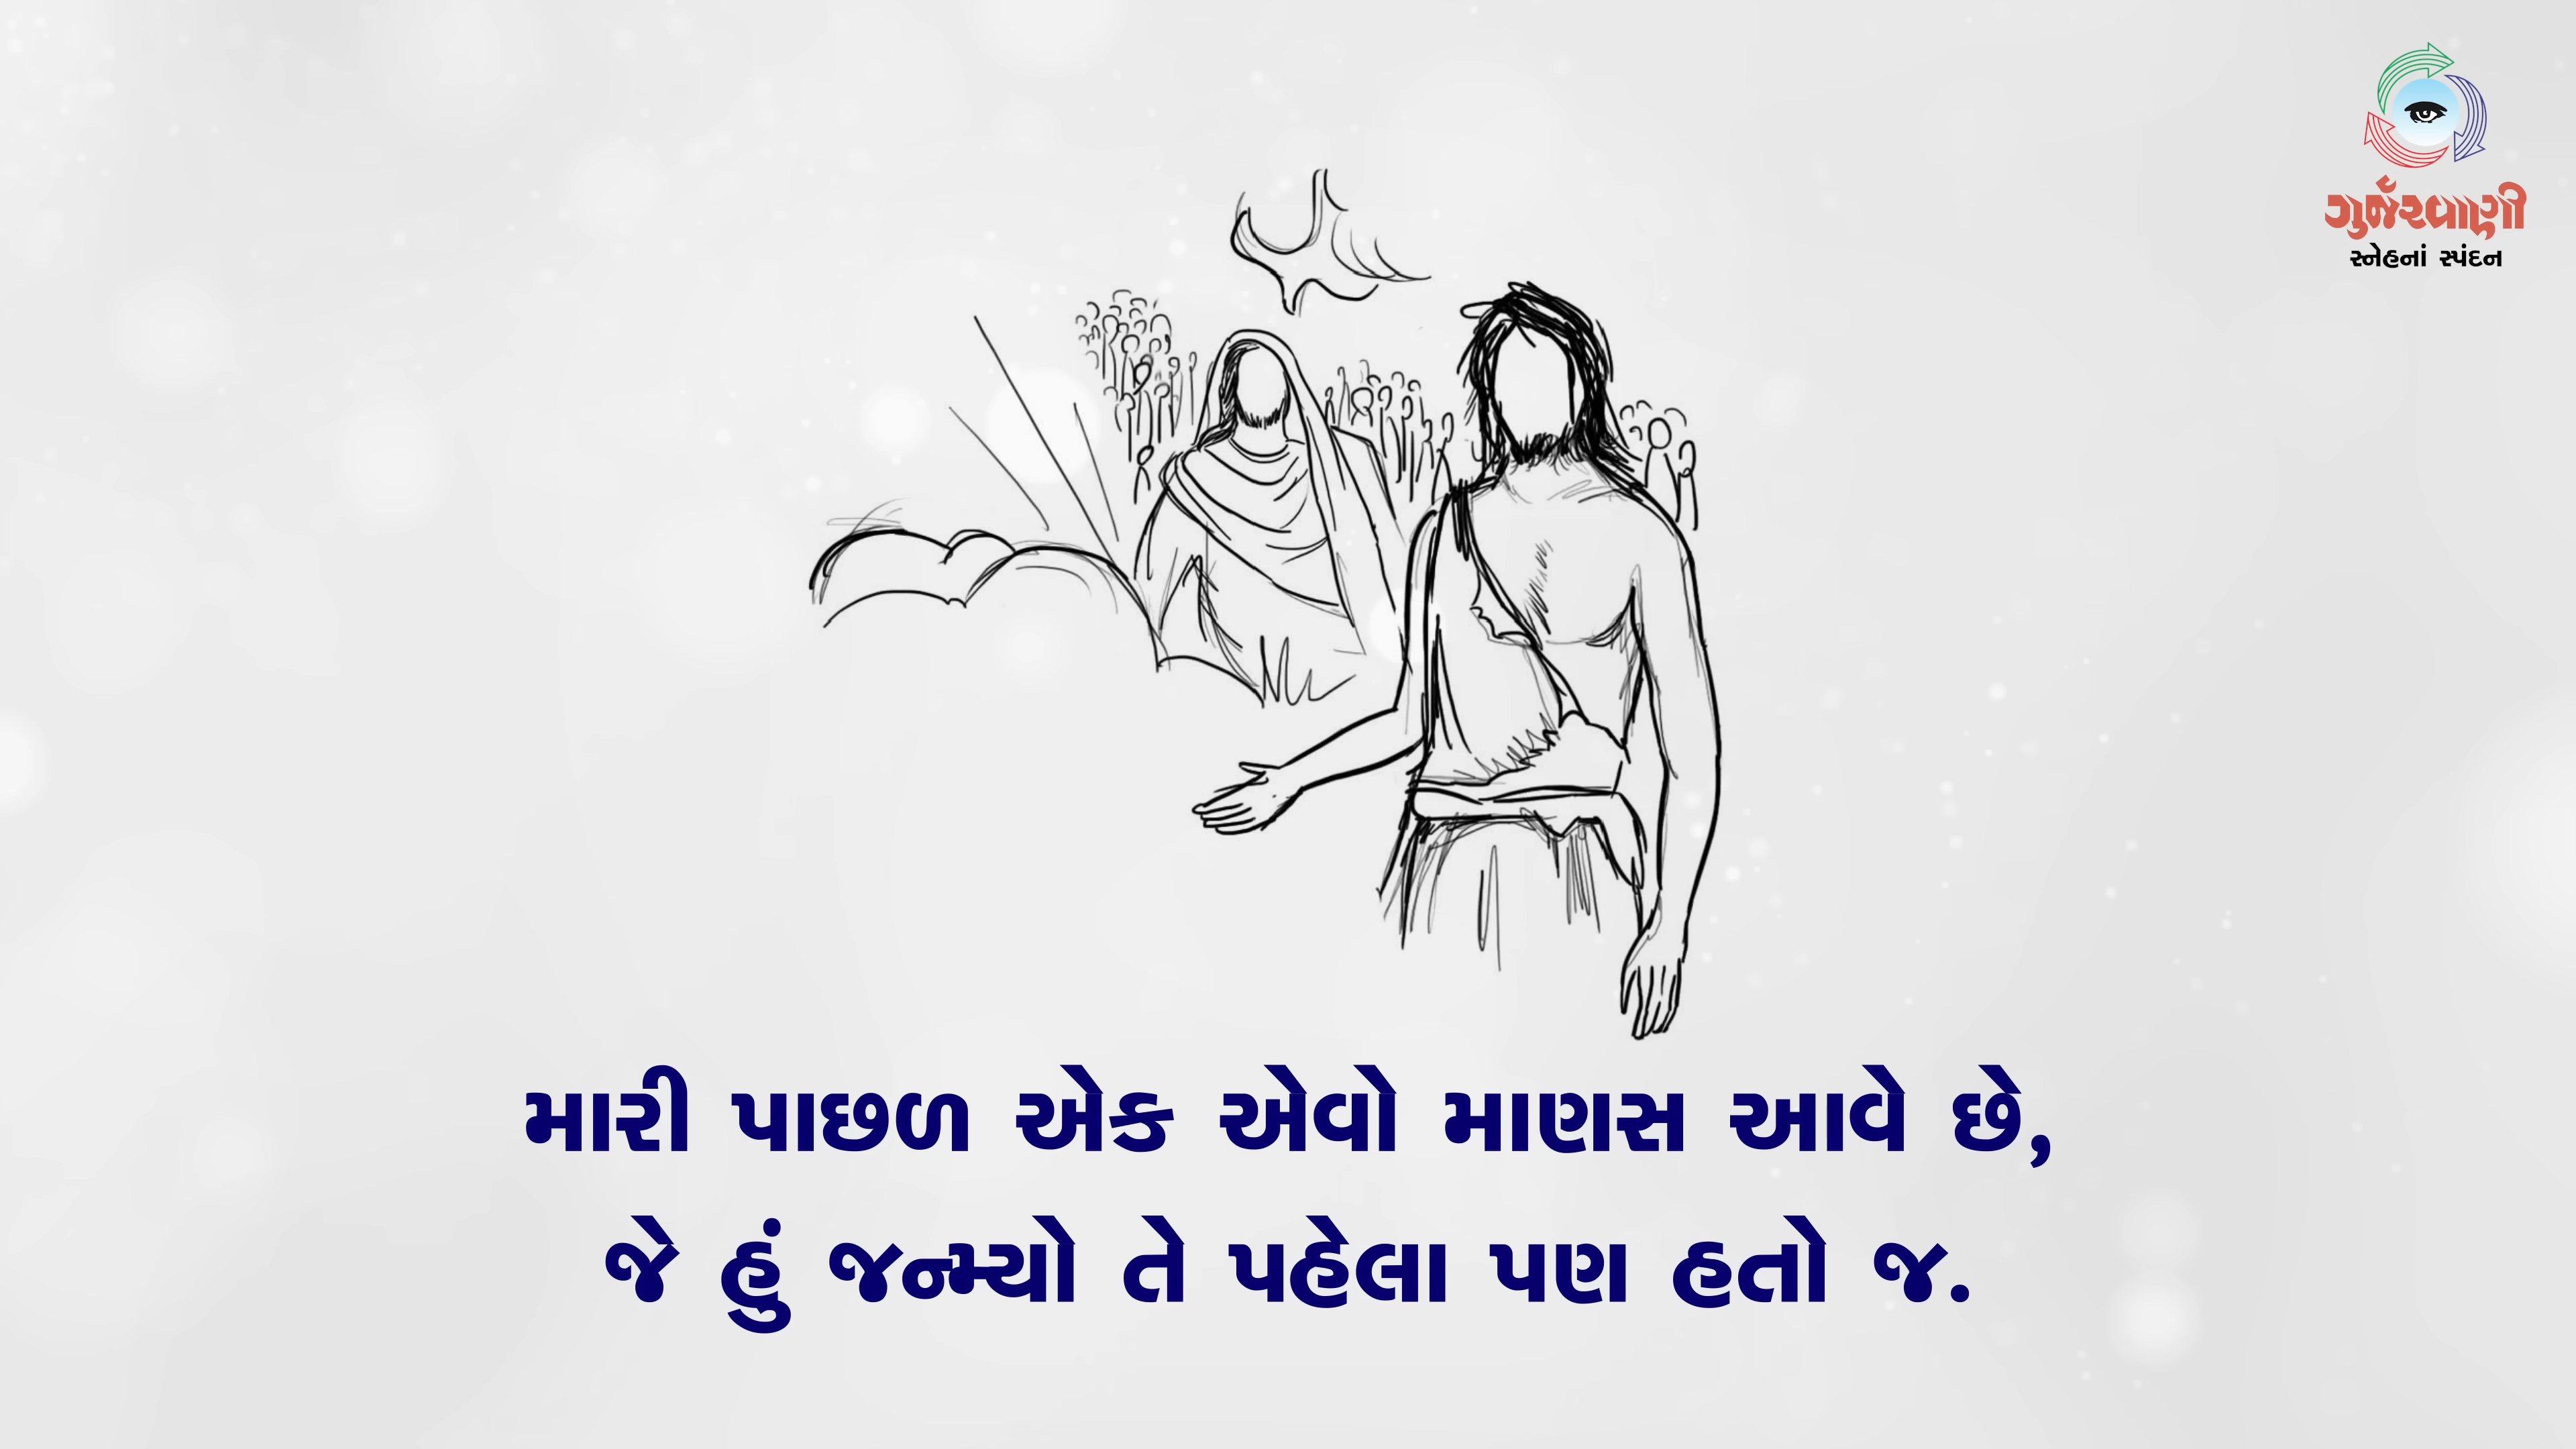 ગુર્જરવાણી
સ્નેહનાં સ્પંદન
મારી પાછળ એક એવો માણસ આવે છે,
જે હું જન્મ્યો તે પહેલા પણ હતો જ.